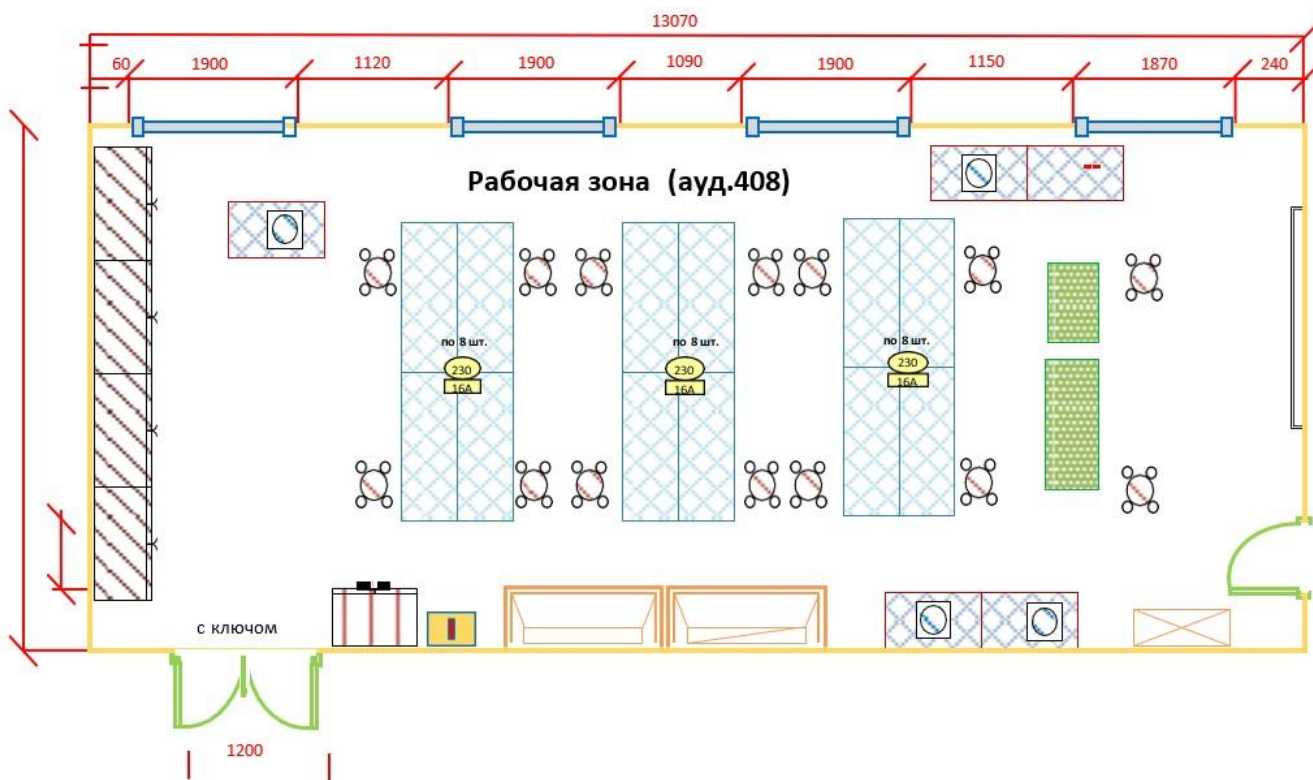 13070
60 1900 1120 1900 1090 1900 1150 1870 240
Рабочая зона (ауд.408)
по 8 шт. по 8 шт. по 8 шт.
230 230 230
16А 16А 16А
с ключом
1200